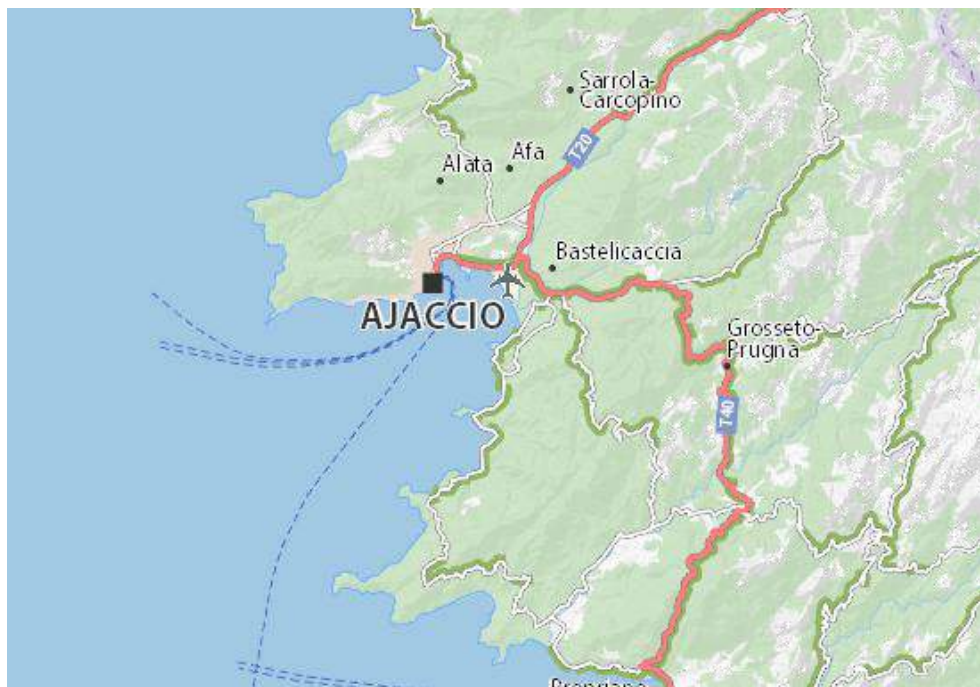 Sarrola-
Carcopino
T20
Afa
Alata
Bastelicaccia
AJACCIO
Grosseto-
Prugna
T40